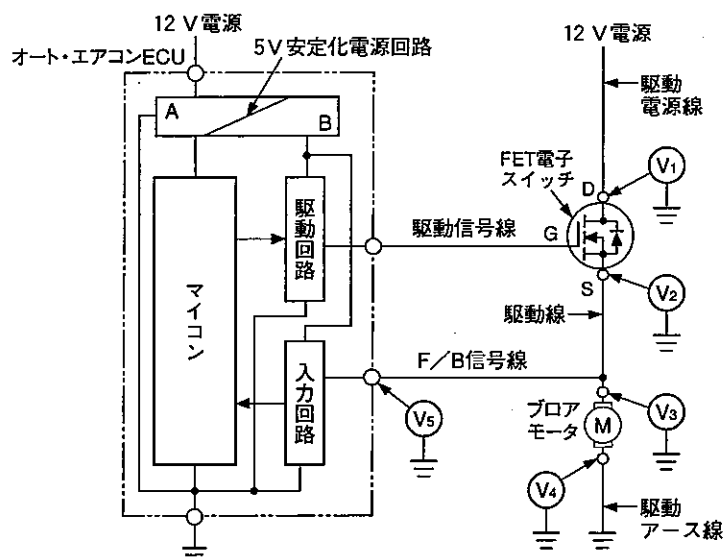 12 V電源
オート・エアコンECU
5V安定化電源回路
A
B
マイコン
駆動回路
入力回路
駆動信号線
F/B信号線
V5
12 V電源
駆動
電源線
FET電子
スイッチ
D
V1
G
S
V2
駆動線
ブロア
モータ
M
V3
V4
駆動
アース線